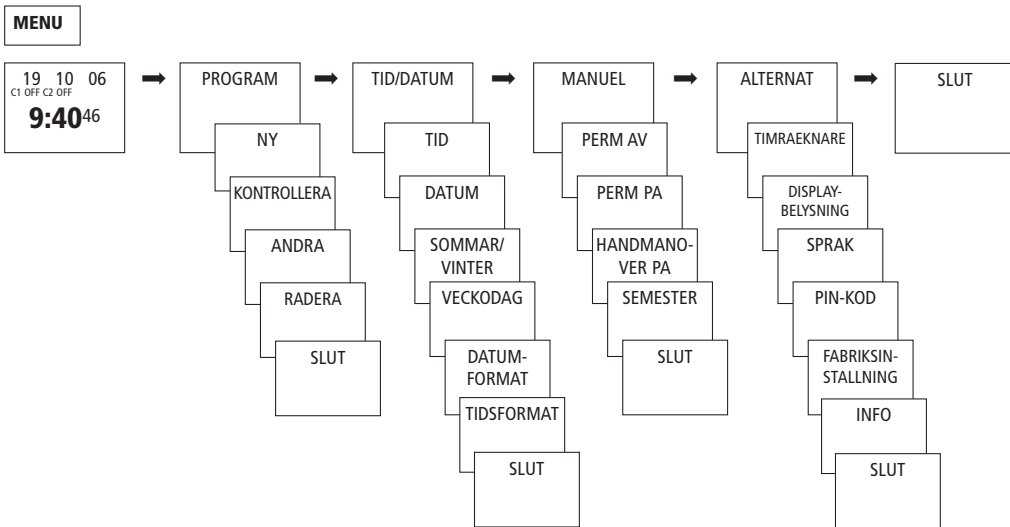 MENU
19 10 06
C1 OFF C2 OFF
9:40 46
PROGRAM
NY
KONTROLLERA
ANDRA
RADERA
SLUT
TID/DATUM
TID
DATUM
SOMMAR/
VINTER
VECKODAG
DATUM-
FORMAT
TIDSFORMAT
SLUT
MANUEL
PERM AV
PERM PA
HANDMANO-
VER PA
SEMESTER
SLUT
ALTERNAT
TIMRAEKNARE
DISPLAY-
BELYSNING
SPRAK
PIN-KOD
FABRIKSIN-
STALLNING
INFO
SLUT
SLUT